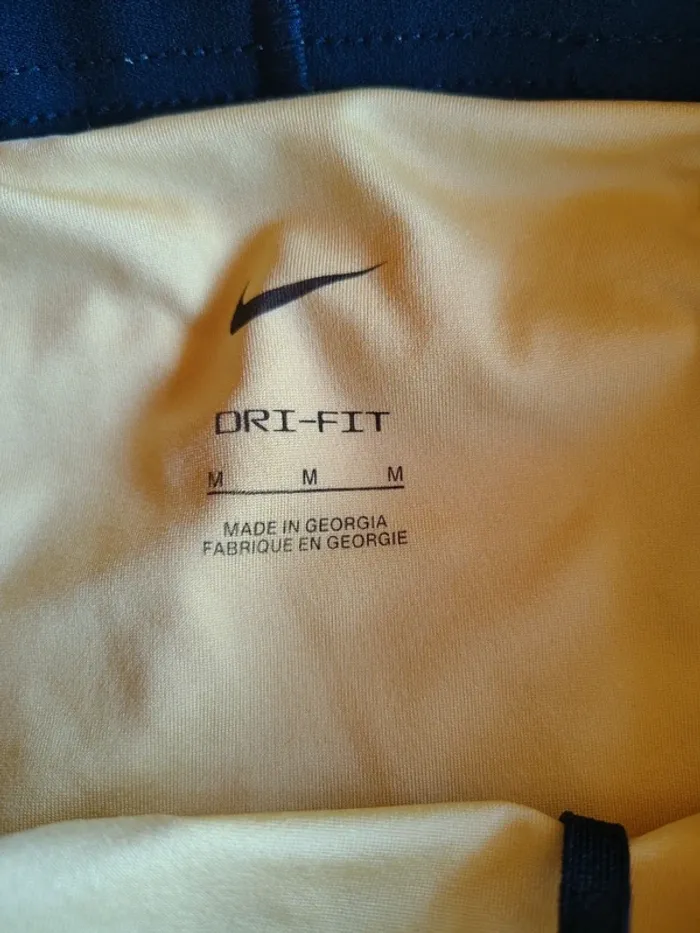 DRI-FIT
M M M
MADE IN GEORGIA
FABRIQUE EN GEORGIE